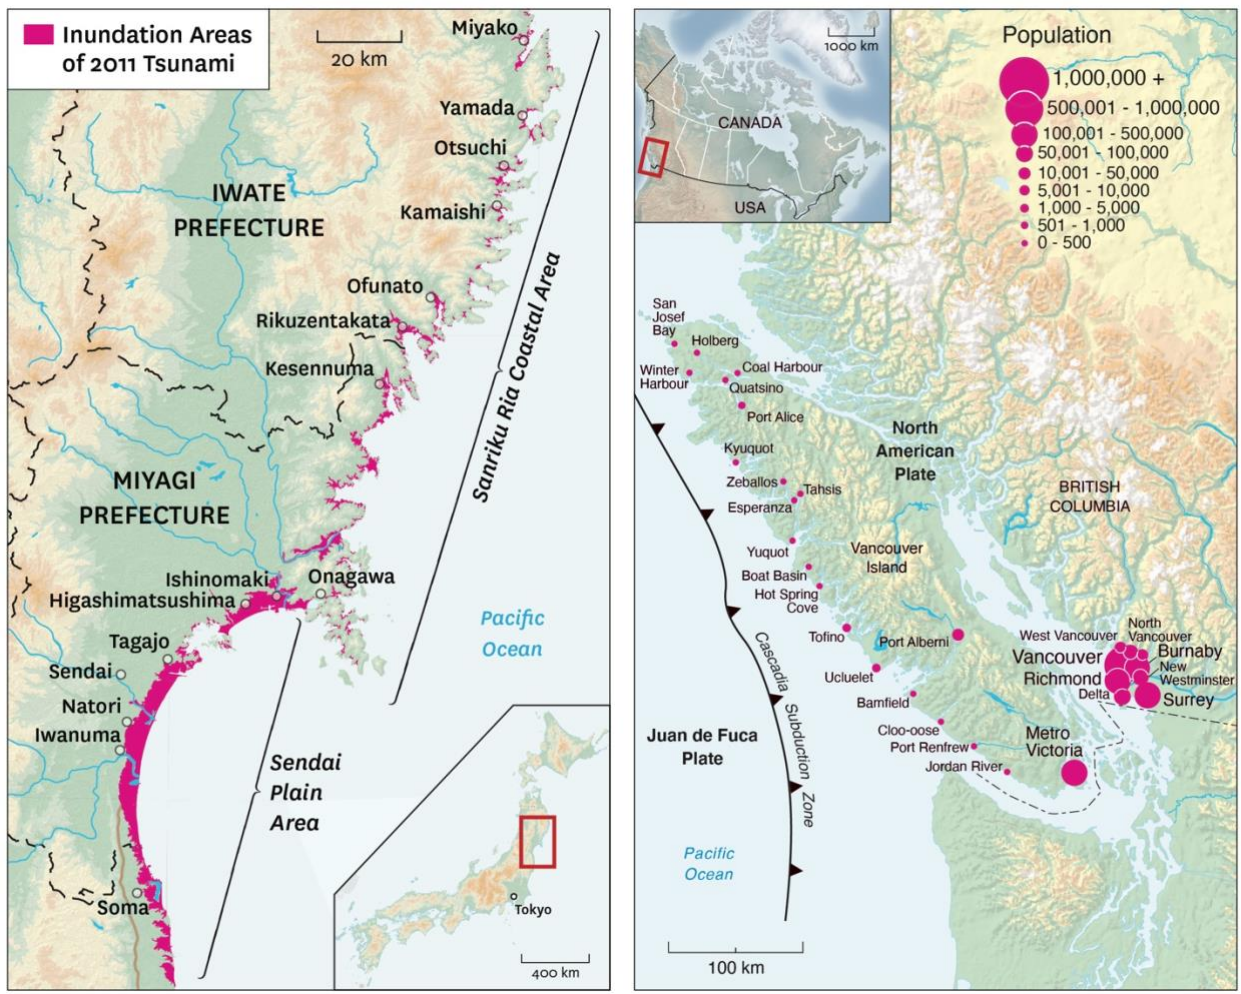 Inundation Areas
of 2011 Tsunami
20 km
Miyako
Yamada
Otsuchi
IWATE
PREFECTURE
Kamaishi
Ofunato
Rikuzentakata
Kesennuma
Sanriku Ria Coastal Area
MIYAGI
PREFECTURE
Ishinomaki
Onagawa
Higashimatsushima
Pacific
Ocean
Tagajo
Sendai
Natori
Iwanuma
Sendai
Plain
Area
Soma
Tokyo
400 km
1000 km
CANADA
USA
Population
1,000,000 +
500,001 - 1,000,000
100,001 - 500,000
50,001 - 100,000
10,001 - 50,000
5,001 - 10,000
1,000 - 5,000
501 - 1,000
0 - 500
San
Josef
Bay
Holberg
Winter
Harbour
Coal Harbour
Quatsino
Port Alice
North
American
Plate
Kyuquot
Zeballos
Tahsis
Esperanza
BRITISH
COLUMBIA
Yuquot
Vancouver
Island
Boat Basin
Hot Spring
Cove
Tofino
Port Alberni
West Vancouver
North
Vancouver
Vancouver
Burnaby
Richmond
New
Westminster
Delta
Surrey
Ucluelet
Bamfield
Cloo-oose
Port Renfrew
Jordan River
Metro
Victoria
Cascadia Subduction Zone
Juan de Fuca
Plate
Pacific
Ocean
100 km